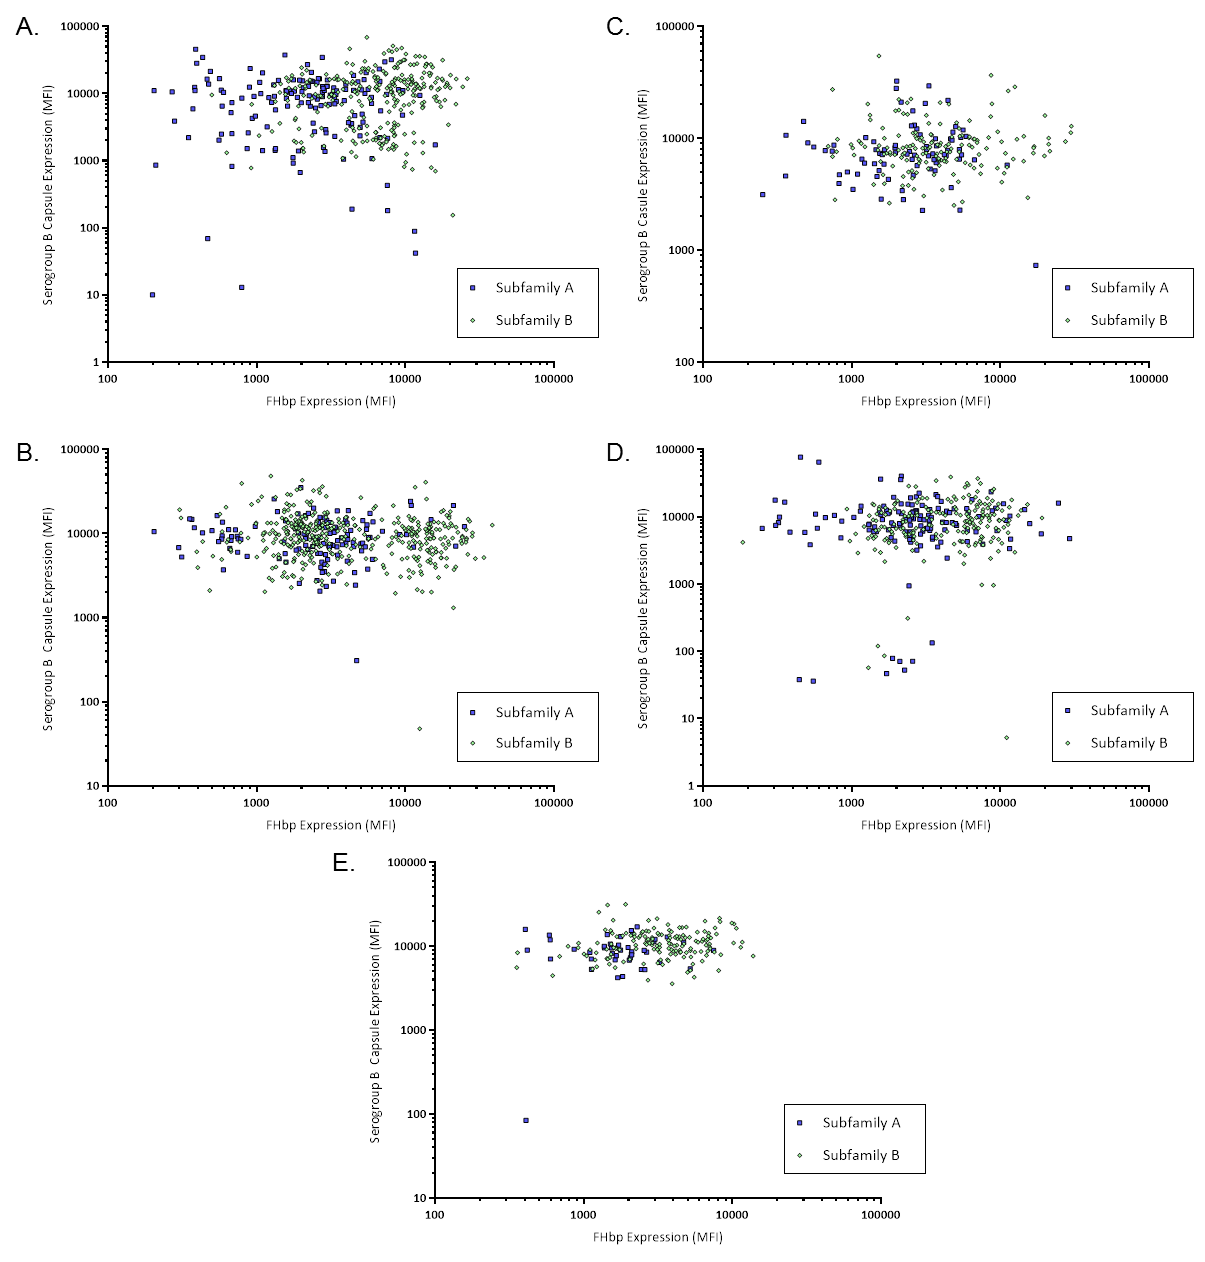 A.
100000
10000
1000
100
10
1
Serogroup B Capsule Expression (MFI)
100
1000
10000
100000
FHbp Expression (MFI)
Subfamily A
Subfamily B
C.
100000
10000
1000
100
Serogroup B Casule Expression (MFI)
100
1000
10000
100000
FHbp Expression (MFI)
Subfamily A
Subfamily B
B.
100000
10000
1000
100
10
Serogroup B Capsule Expression (MFI)
100
1000
10000
100000
FHbp Expression (MFI)
Subfamily A
Subfamily B
D.
100000
10000
1000
100
10
1
Serogroup B Capsule Expression (MFI)
100
1000
10000
100000
FHbp Expression (MFI)
Subfamily A
Subfamily B
E.
100000
10000
1000
100
10
Serogroup B Capsule Expression (MFI)
100
1000
10000
100000
FHbp Expression (MFI)
Subfamily A
Subfamily B